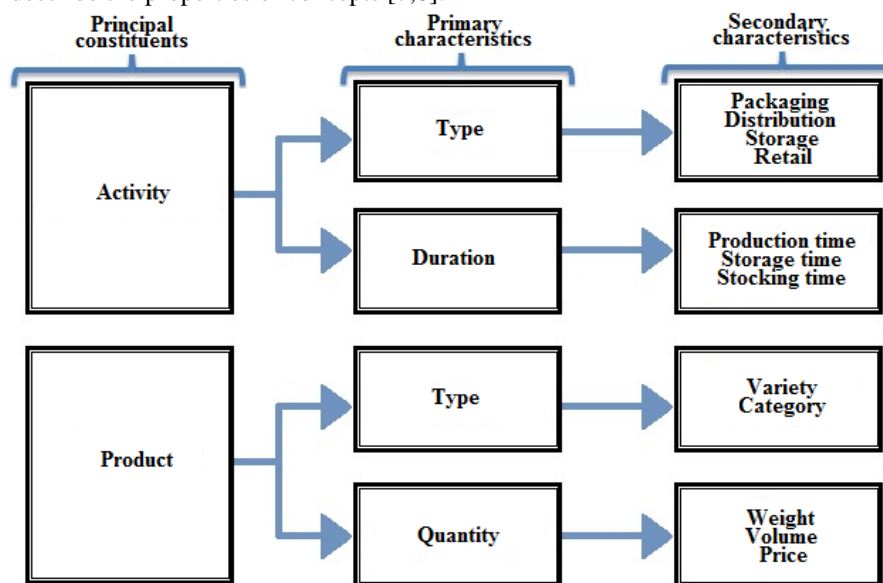 Principal
constituents
Primary
characteristics
Secondary
characteristics
Activity
Type
Packaging
Distribution
Storage
Retail
Duration
Production time
Storage time
Stocking time
Product
Type
Variety
Category
Quantity
Weight
Volume
Price